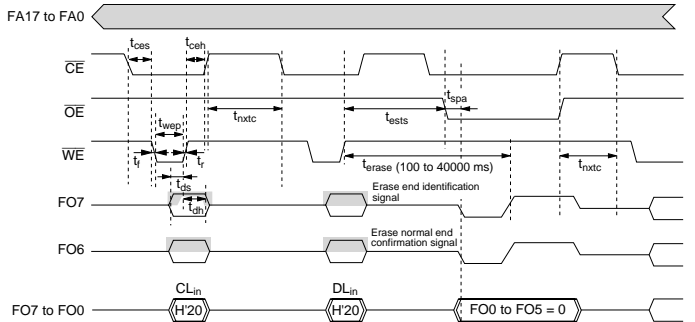 FA17 to FA0
CE
tces
tceh
OE
tnxtc
tests
tspa
WE
twep
tf
tr
terase (100 to 40000 ms)
tnxtc
tds
FO7
tdh
Erase end identification
signal
FO6
Erase normal end
confirmation signal
FO7 to FO0
CLin
H'20
DLin
H'20
FO0 to FO5 = 0